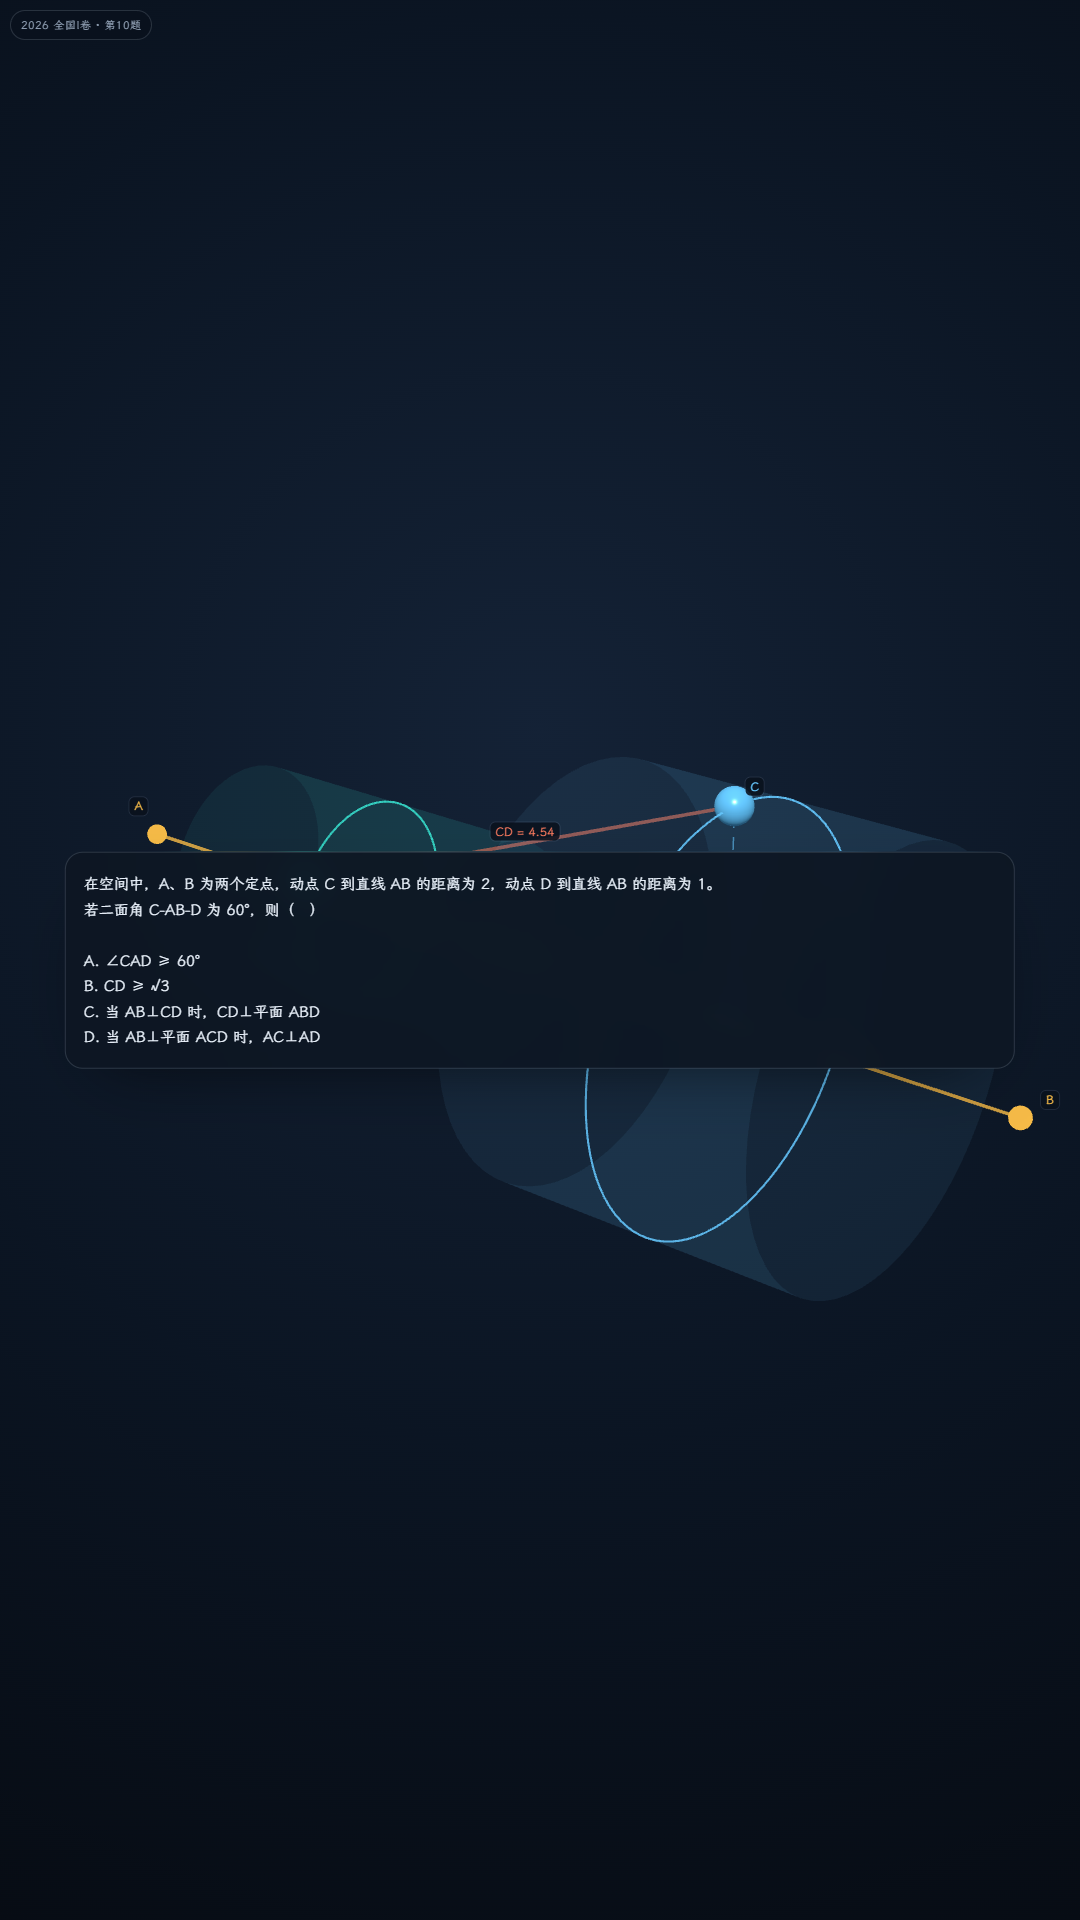 2026 全国I卷 · 第10题
A
C
CD = 4.54
在空间中，A、B 为两个定点，动点 C 到直线 AB 的距离为 2，动点 D 到直线 AB 的距离为 1。
若二面角 C-AB-D 为 60°，则（　）
A. ∠CAD ⩾ 60°
B. CD ⩾ √3
C. 当 AB⊥CD 时，CD⊥平面 ABD
D. 当 AB⊥平面 ACD 时，AC⊥AD
B